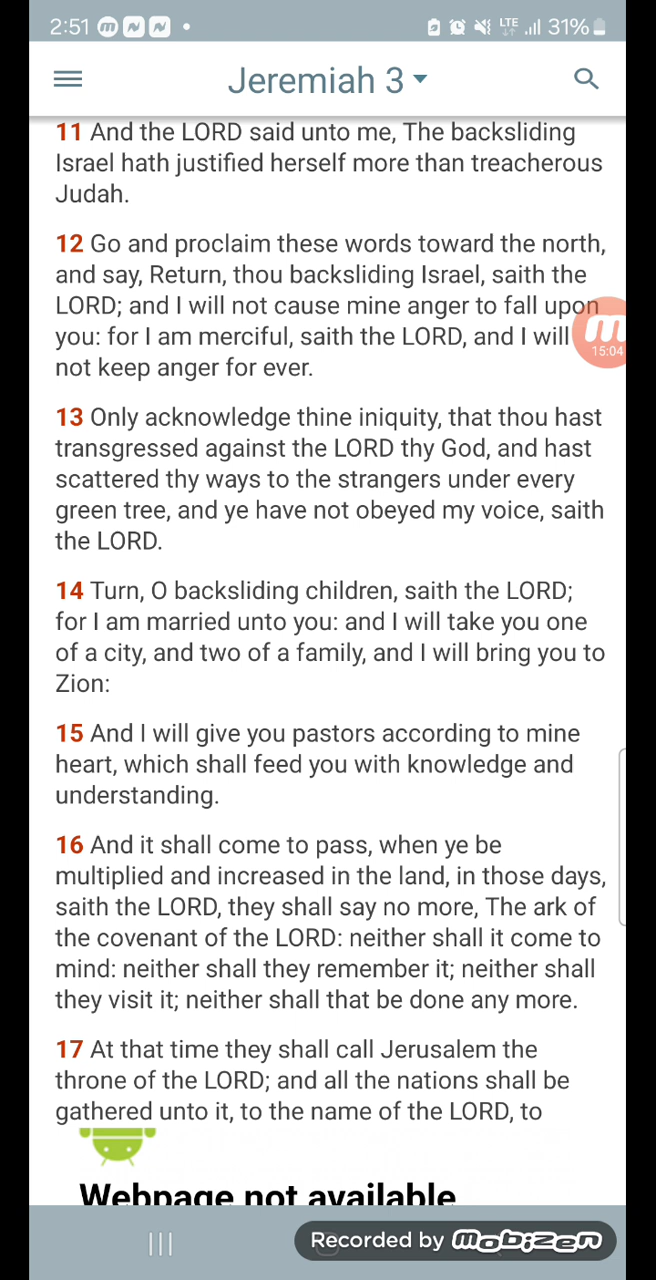 2:51 LTE 31%
Jeremiah 3
11 And the LORD said unto me, The backsliding
Israel hath justified herself more than treacherous
Judah.
12 Go and proclaim these words toward the north,
and say, Return, thou backsliding Israel, saith the
LORD; and I will not cause mine anger to fall upon
you: for I am merciful, saith the LORD, and I will
not keep anger for ever.
m
15:04
13 Only acknowledge thine iniquity, that thou hast
transgressed against the LORD thy God, and hast
scattered thy ways to the strangers under every
green tree, and ye have not obeyed my voice, saith
the LORD.
14 Turn, O backsliding children, saith the LORD;
for I am married unto you: and I will take you one
of a city, and two of a family, and I will bring you to
Zion:
15 And I will give you pastors according to mine
heart, which shall feed you with knowledge and
understanding.
16 And it shall come to pass, when ye be
multiplied and increased in the land, in those days,
saith the LORD, they shall say no more, The ark of
the covenant of the LORD: neither shall it come to
mind: neither shall they remember it; neither shall
they visit it; neither shall that be done any more.
17 At that time they shall call Jerusalem the
throne of the LORD; and all the nations shall be
gathered unto it, to the name of the LORD, to
Webpage not available
Recorded by mobizen